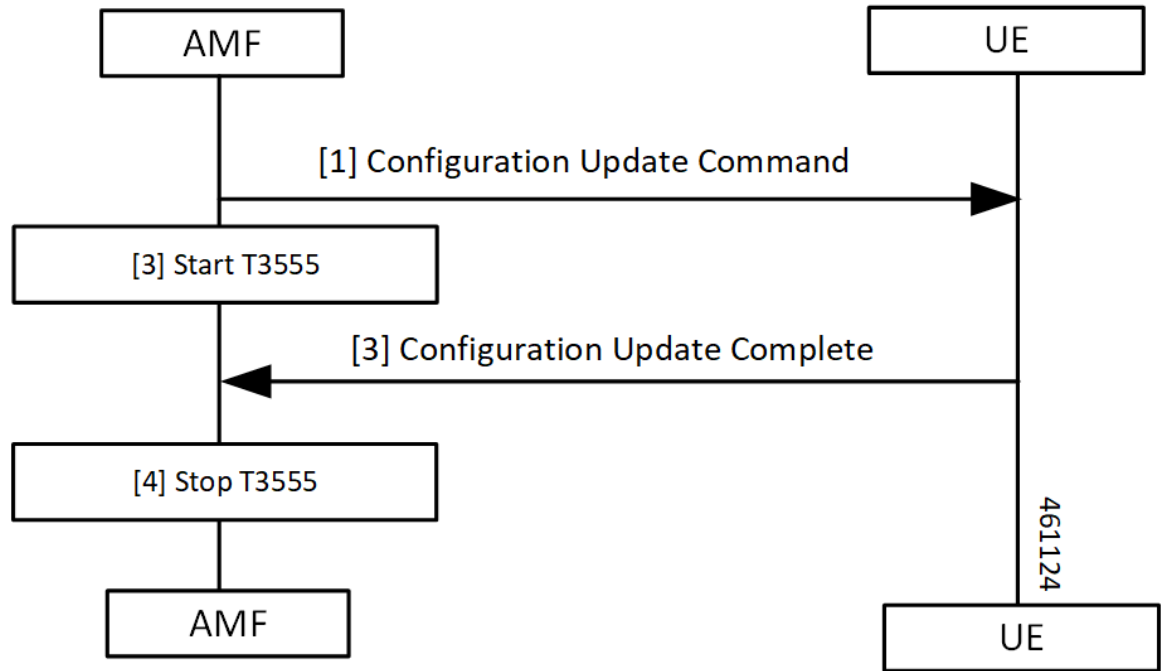 AMF
UE
[1] Configuration Update Command
[3] Start T3555
[3] Configuration Update Complete
[4] Stop T3555
461124
AMF
UE